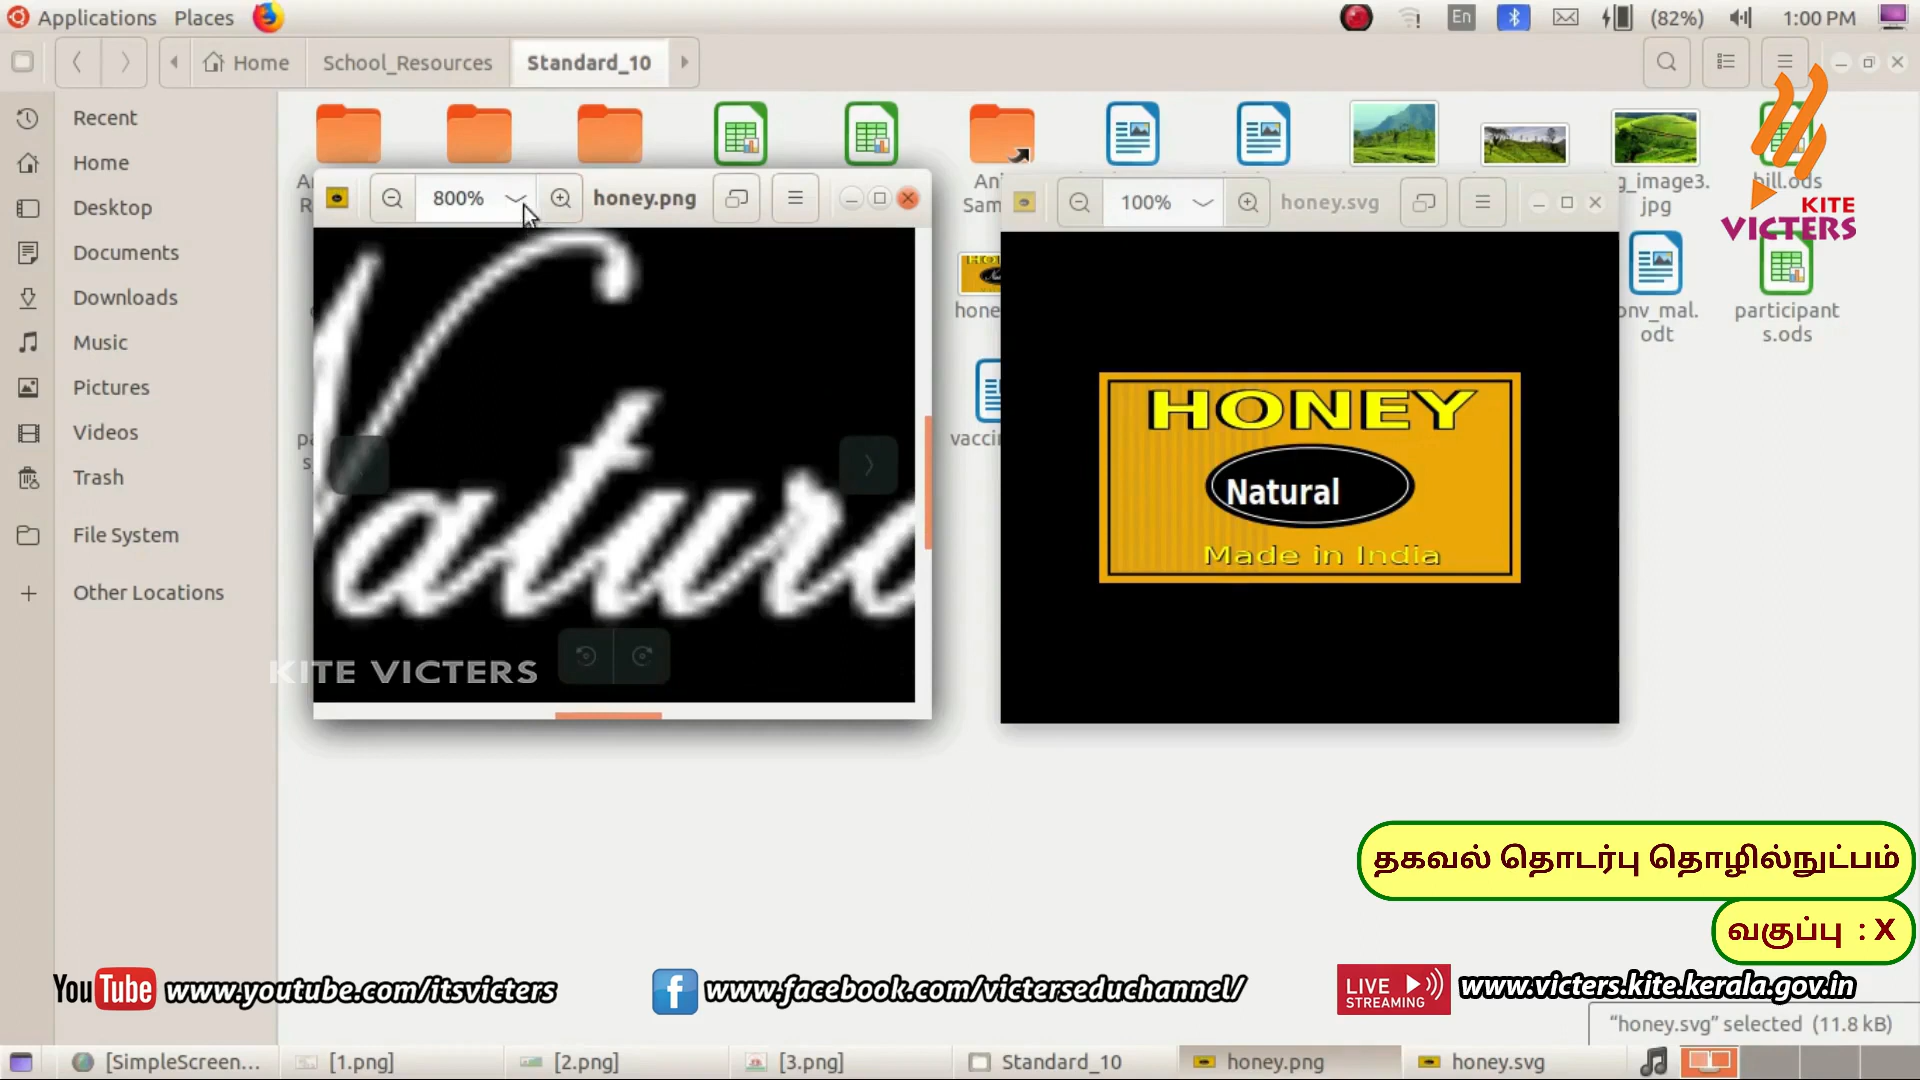 Applications Places En (82%) 1:00 PM
Home School_Resources Standard_10
Recent
Home
Desktop
Documents
Downloads
Music
Pictures
Videos
Trash
File System
Other Locations
bill.ods
jpg
participant
s.ods
odt
800% honey.png
100% honey.svg
KITE
VICTERS
Natura
HONEY
Natural
Made in India
KITE VICTERS
தகவல் தொடர்பு தொழில்நுட்பம்
வகுப்பு : X
YouTube www.youtube.com/itsvicters
f www.facebook.com/victerseduchannel/
LIVE STREAMING www.victers.kite.kerala.gov.in
"honey.svg" selected (11.8 kB)
[SimpleScreen... [1.png] [2.png] [3.png] Standard_10 honey.png honey.svg